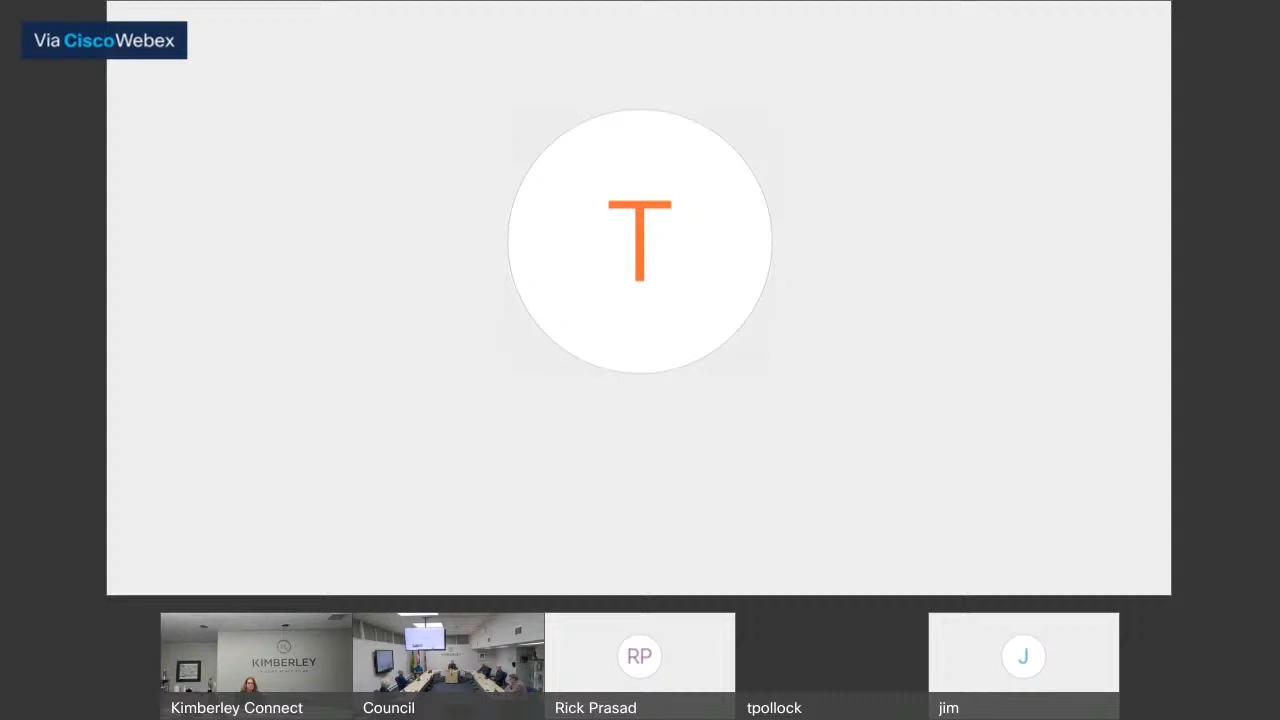 Via CiscoWebex
T
KIMBERLEY
RP
J
Kimberley Connect
Council
Rick Prasad
tpollock
jim